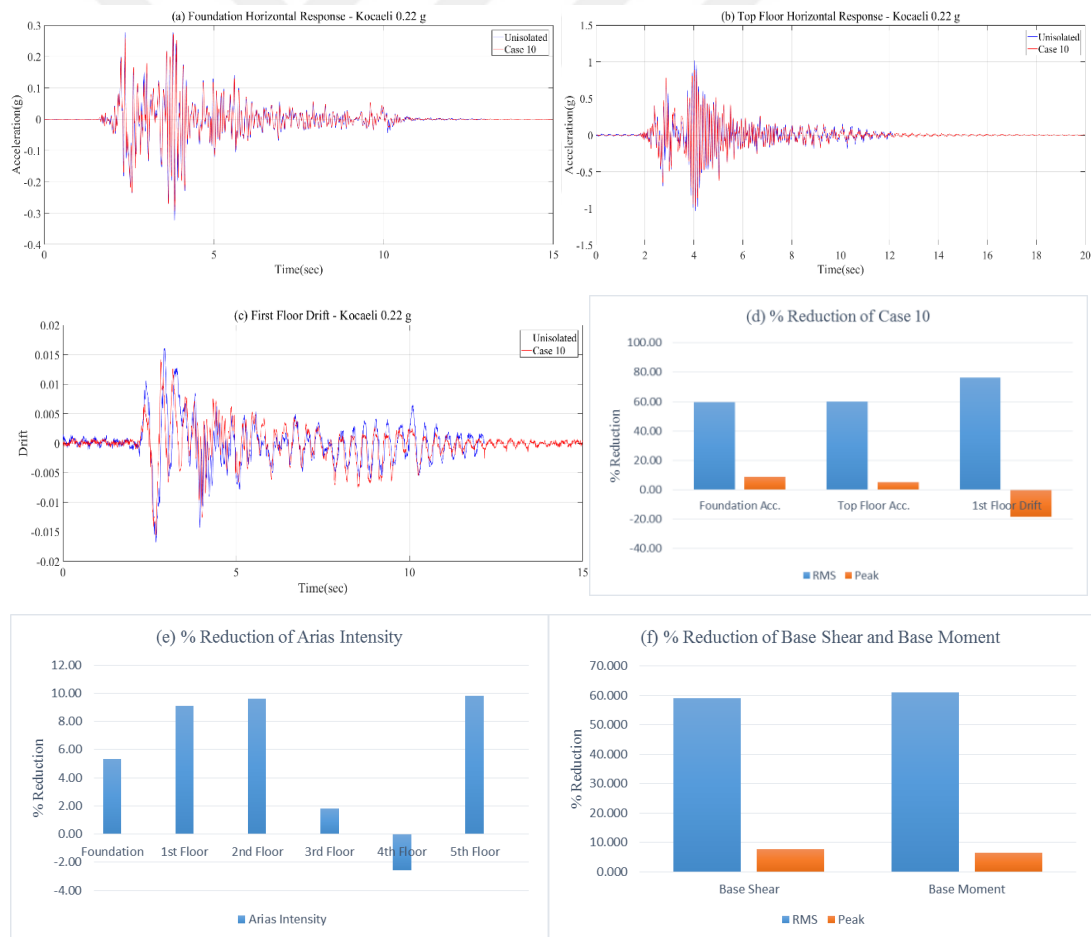 (a) Foundation Horizontal Response - Kocaeli 0.22 g
Unisolated
Case 10
0.4
0.3
0.2
0.1
0
-0.1
-0.2
-0.3
-0.4
Acceleration(g)
0 5 10 15
Time(sec)
(b) Top Floor Horizontal Response - Kocaeli 0.22 g
Unisolated
Case 10
1.5
1
0.5
0
-0.5
-1
-1.5
Acceleration(g)
0 2 4 6 8 10 12 14 16 18 20
Time(sec)
(c) First Floor Drift - Kocaeli 0.22 g
Unisolated
Case 10
0.02
0.015
0.01
0.005
0
-0.005
-0.01
-0.015
-0.02
Drift
0 5 10 15
Time(sec)
(d) % Reduction of Case 10
100.00
80.00
60.00
40.00
20.00
0.00
-20.00
-40.00
% Reduction
Foundation Acc. Top Floor Acc. 1st Floor Drift
RMS Peak
(e) % Reduction of Arias Intensity
12.00
10.00
8.00
6.00
4.00
2.00
0.00
-2.00
-4.00
% Reduction
Foundation 1st Floor 2nd Floor 3rd Floor 4th Floor 5th Floor
Arias Intensity
(f) % Reduction of Base Shear and Base Moment
70.000
60.000
50.000
40.000
30.000
20.000
10.000
0.000
% Reduction
Base Shear Base Moment
RMS Peak